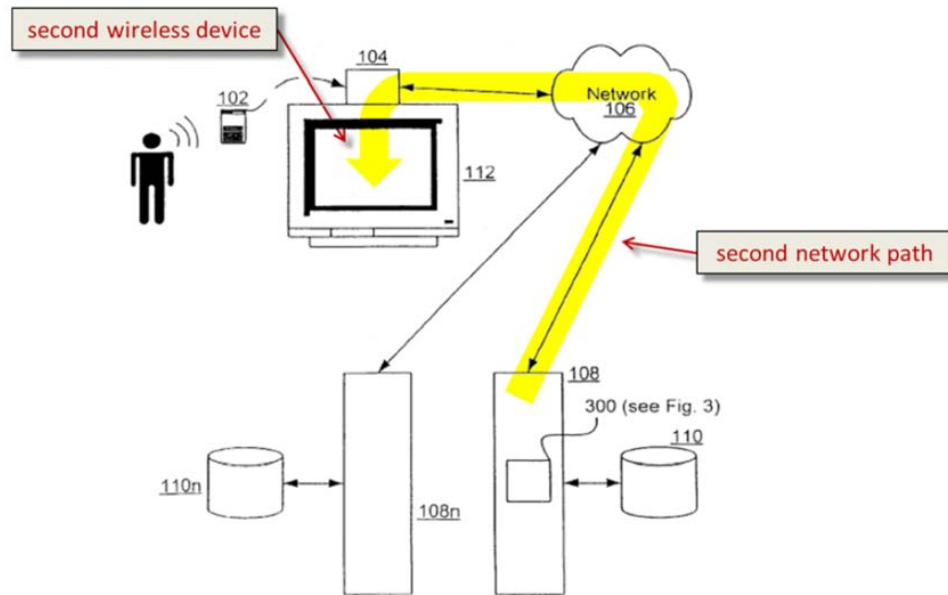 second wireless device
104
102
Network
106
112
second network path
108
300 (see Fig. 3)
110
110n
108n